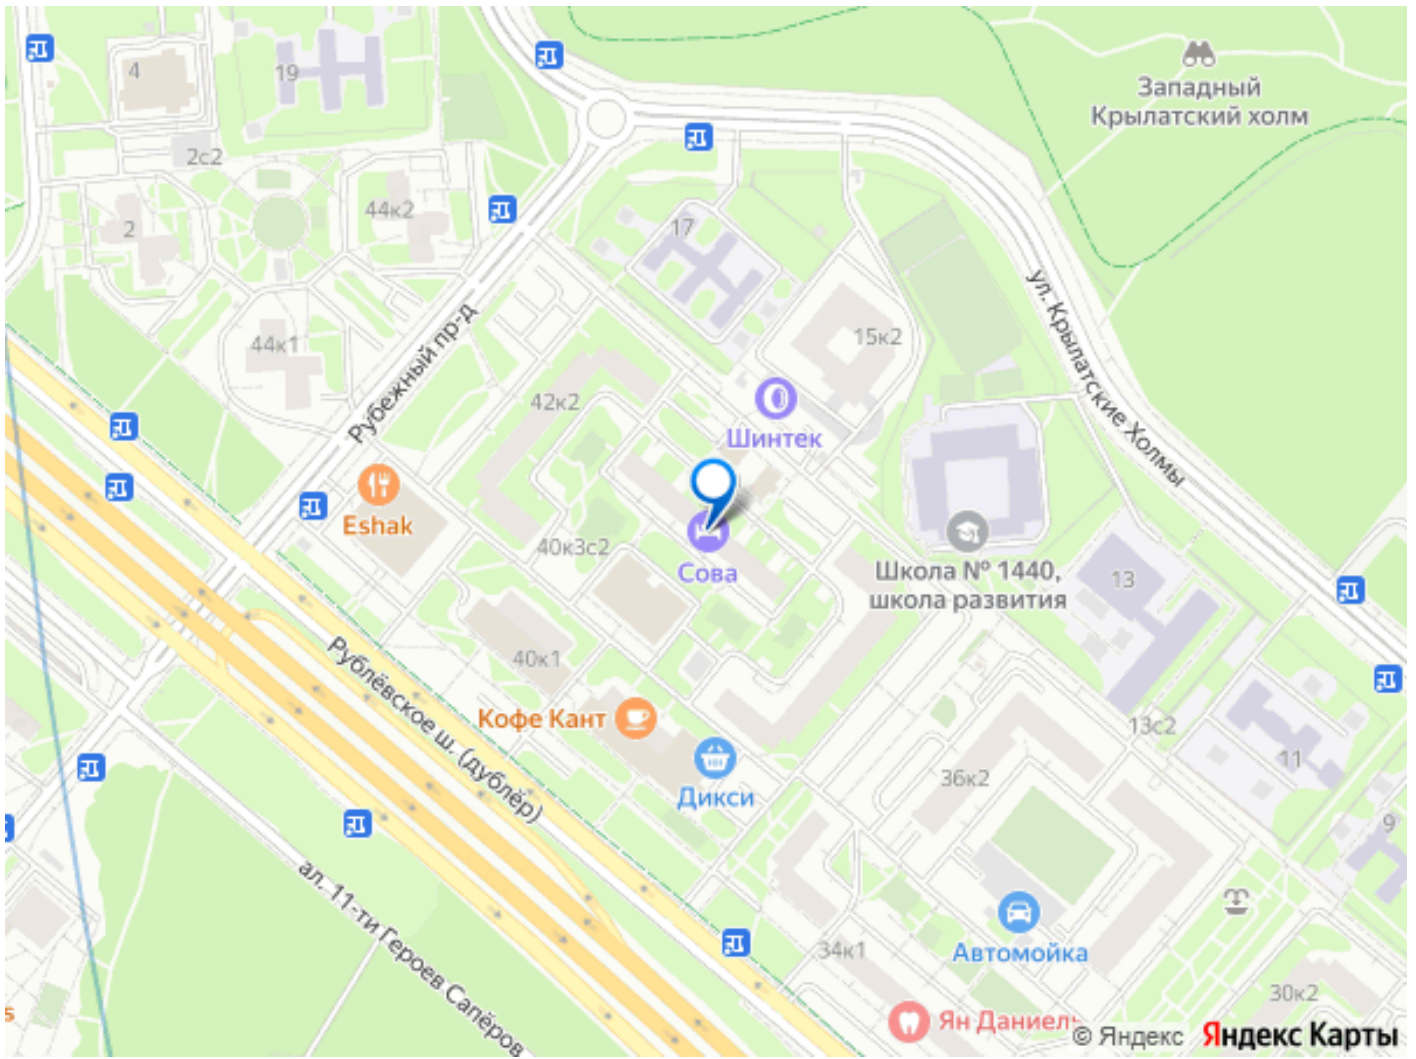 4
19
Западный
Крылатский холм
2с2
44к2
17
2
ул. Крылатские Холмы
Рубежный пр-д
44к1
15к2
42к2
Шинтек
Eshak
40к3с2
Сова
Школа № 1440,
школа развития
13
40к1
Рублёвское ш. (дублёр)
Кофе Кант
13с2
11
Дикси
36к2
9
ал. 11-ти Героев Сапёров
34к1
Автомойка
30к2
s
Ян Даниель
© Яндекс Яндекс Карты